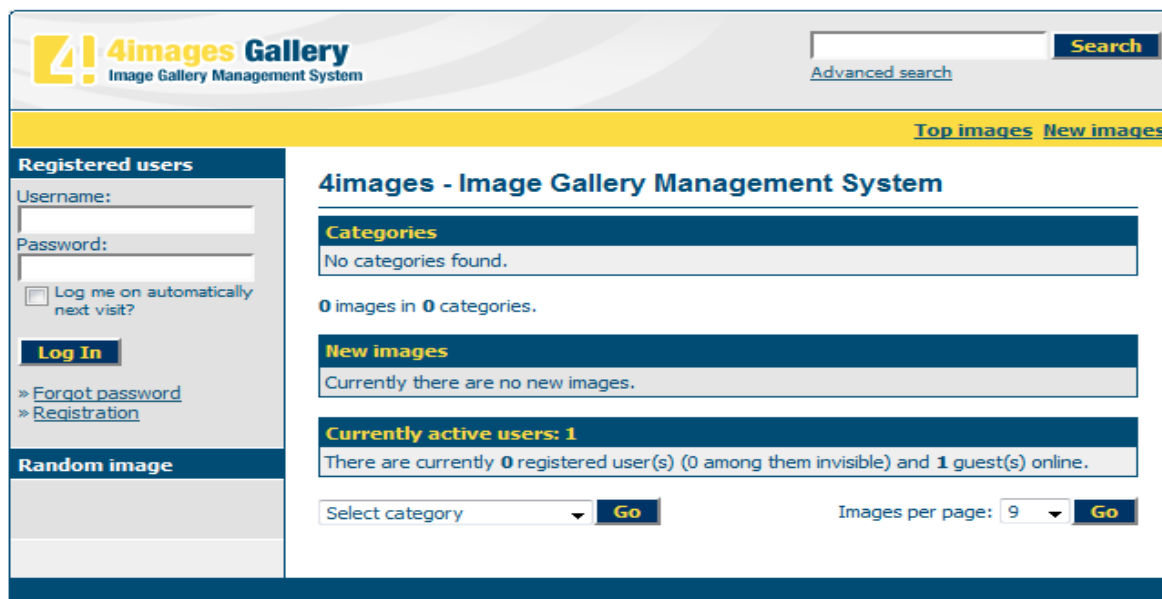 4! 4images Gallery
Image Gallery Management System
Search
Advanced search
Top images New images
Registered users
Username:
Password:
Log me on automatically
next visit?
Log In
» Forgot password
» Registration
Random image
4images - Image Gallery Management System
Categories
No categories found.
0 images in 0 categories.
New images
Currently there are no new images.
Currently active users: 1
There are currently 0 registered user(s) (0 among them invisible) and 1 guest(s) online.
Select category Go
Images per page: 9 Go